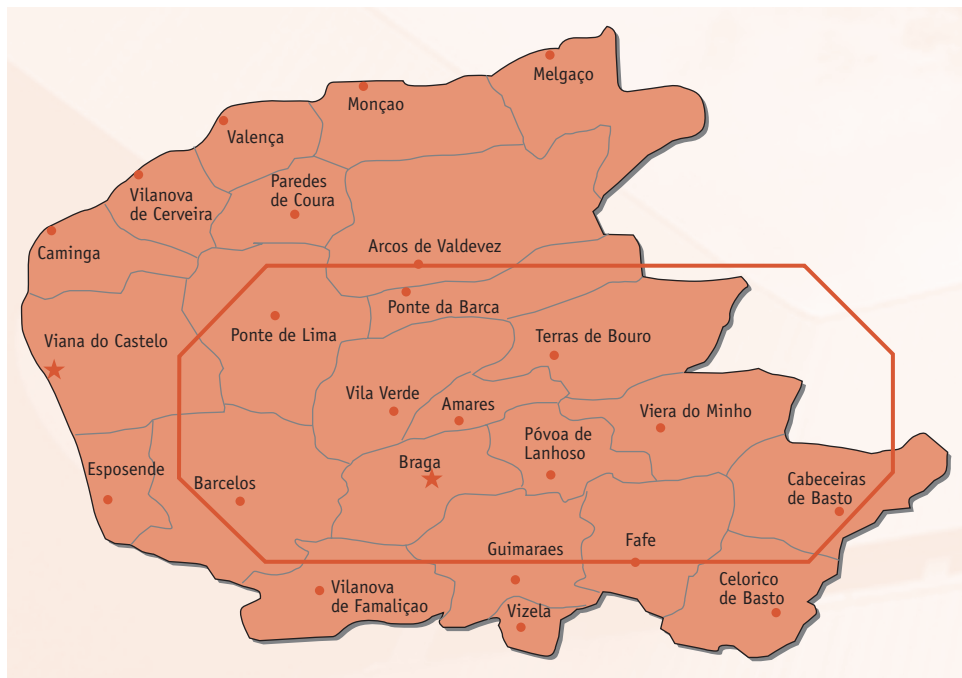 Melgaço
Monçao
Valença
Paredes
de Coura
Vilanova
de Cerveira
Caminga
Arcos de Valdevez
Ponte da Barca
Ponte de Lima
Terras de Bouro
Viana do Castelo
Vila Verde
Amares
Viera do Minho
Póvoa de
Lanhoso
Braga
Esposende
Barcelos
Cabeceiras
de Basto
Guimaraes
Fafe
Vilanova
de Famaliçao
Celorico
de Basto
Vizela